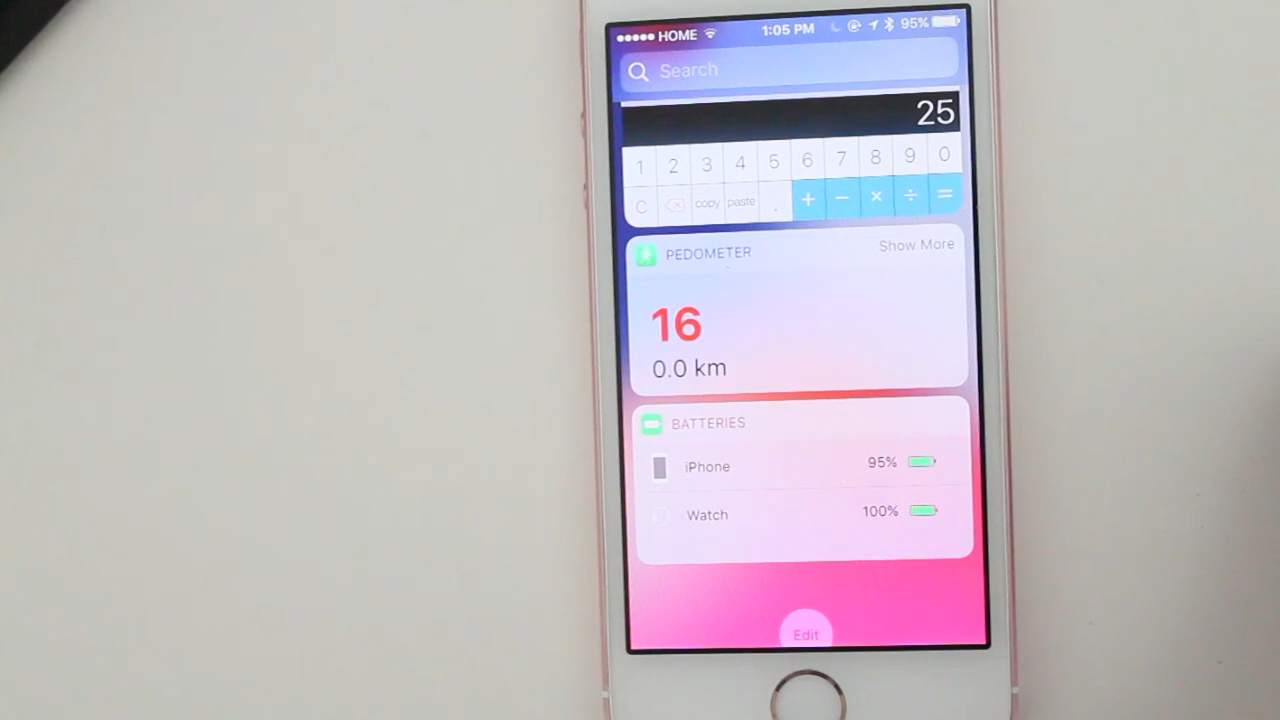 HOME 1:05 PM 95%
Search
25
1 2 3 4 5 6 7 8 9 0
C copy paste . + − × ÷ =
PEDOMETER Show More
16
0.0 km
BATTERIES
iPhone 95%
Watch 100%
Edit